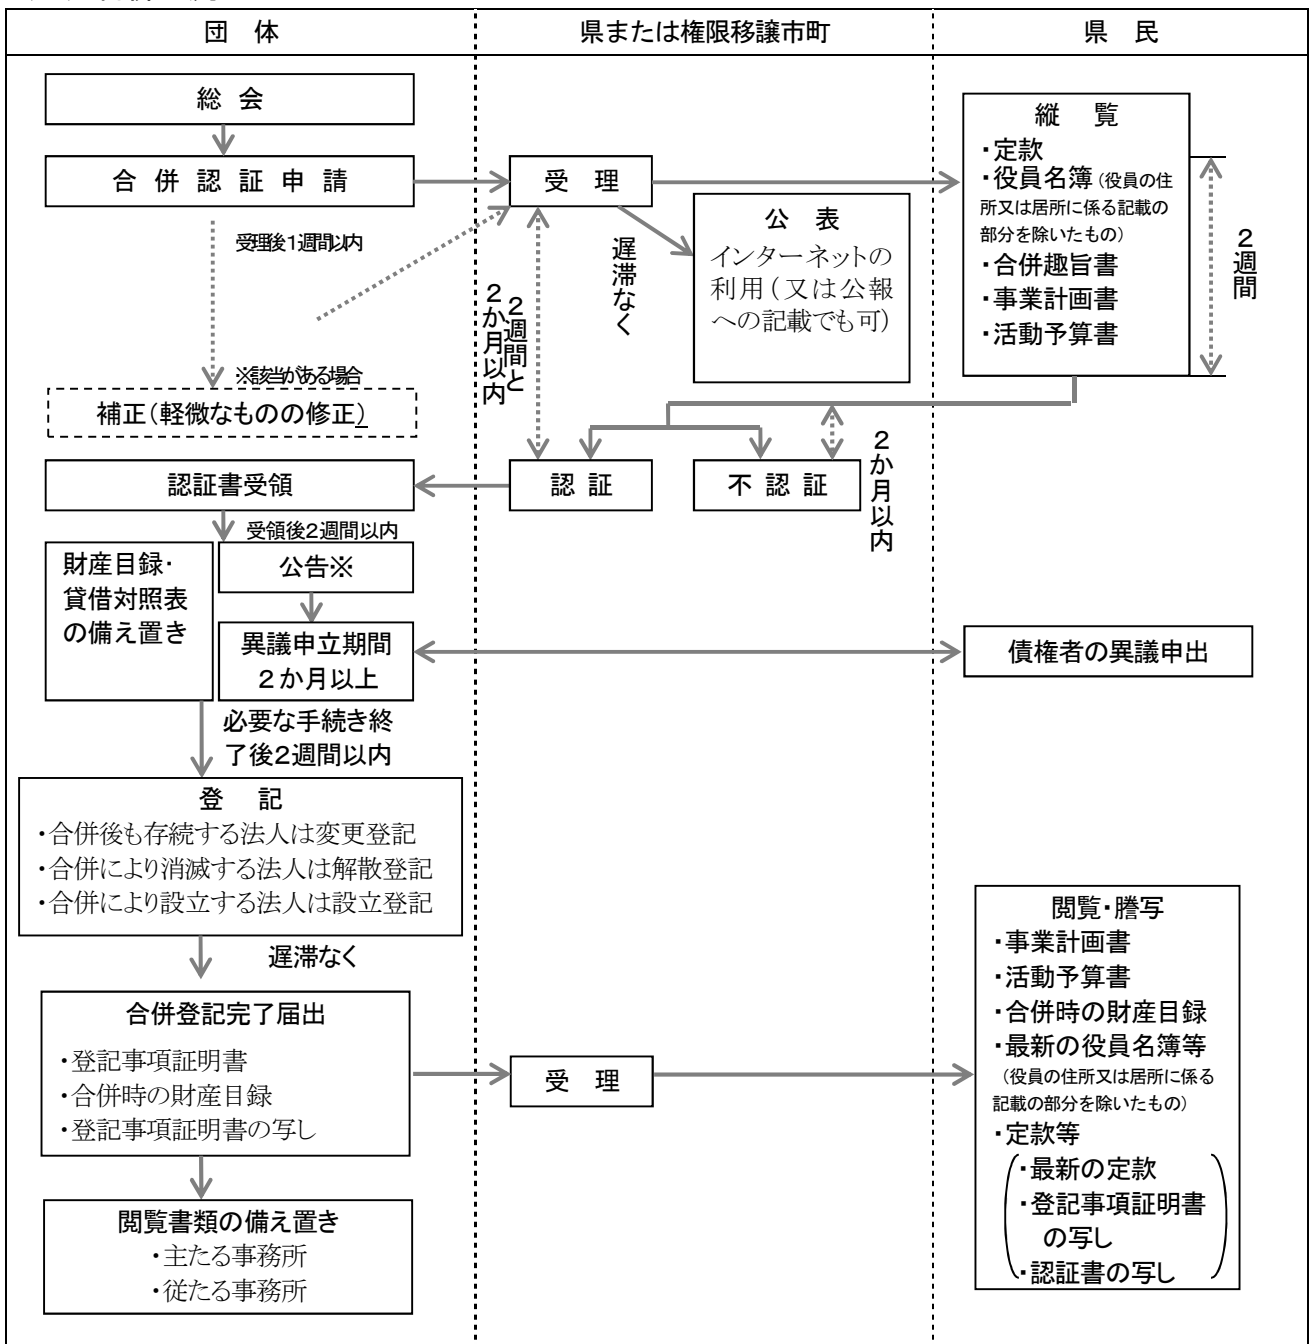 団 体
県または権限移譲市町
県 民
総 会
合 併 認 証 申 請
受理後1週間以内
※該当がある場合
補正（軽微なものの修正）
受 理
遅滞なく
公 表
インターネットの
利用（又は公報
への記載でも可）
2週間と
2か月以内
縦 覧
・定款
・役員名簿（役員の住
所又は居所に係る記載の
部分を除いたもの）
・合併趣旨書
・事業計画書
・活動予算書
2週間
認証書受領
認 証
不 認 証
2か月以内
受領後2週間以内
財産目録・
貸借対照表
の備え置き
公告※
異議申立期間
2か月以上
債権者の異議申出
必要な手続き終
了後2週間以内
登 記
・合併後も存続する法人は変更登記
・合併により消滅する法人は解散登記
・合併により設立する法人は設立登記
遅滞なく
合併登記完了届出
・登記事項証明書
・合併時の財産目録
・登記事項証明書の写し
受 理
閲覧・謄写
・事業計画書
・活動予算書
・合併時の財産目録
・最新の役員名簿等
（役員の住所又は居所に係る
記載の部分を除いたもの）
・定款等
・最新の定款
・登記事項証明書
の写し
・認証書の写し
閲覧書類の備え置き
・主たる事務所
・従たる事務所